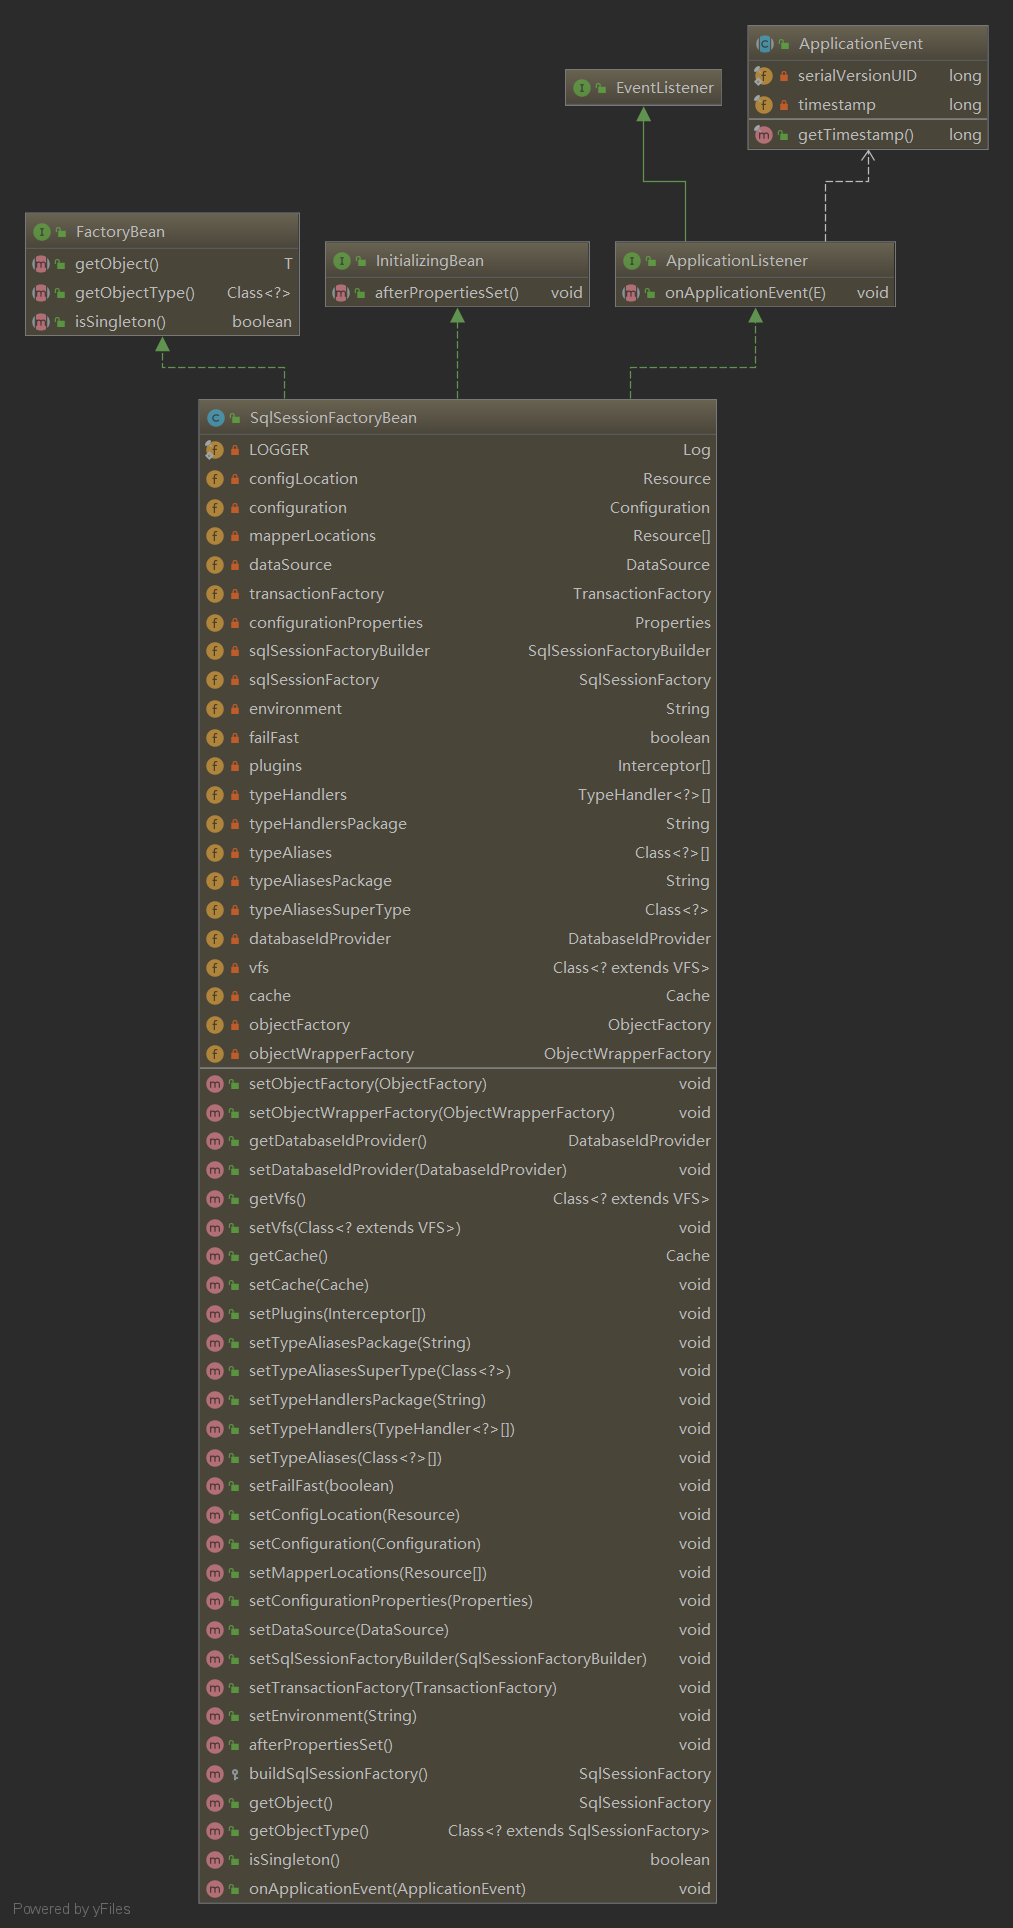 ApplicationEvent
serialVersionUID long
timestamp long
getTimestamp() long
EventListener
FactoryBean
getObject() T
getObjectType() Class<?>
isSingleton() boolean
InitializingBean
afterPropertiesSet() void
ApplicationListener
onApplicationEvent(E) void
SqlSessionFactoryBean
LOGGER Log
configLocation Resource
configuration Configuration
mapperLocations Resource[]
dataSource DataSource
transactionFactory TransactionFactory
configurationProperties Properties
sqlSessionFactoryBuilder SqlSessionFactoryBuilder
sqlSessionFactory SqlSessionFactory
environment String
failFast boolean
plugins Interceptor[]
typeHandlers TypeHandler<?>[]
typeHandlersPackage String
typeAliases Class<?>[]
typeAliasesPackage String
typeAliasesSuperType Class<?>
databaseIdProvider DatabaseIdProvider
vfs Class<? extends VFS>
cache Cache
objectFactory ObjectFactory
objectWrapperFactory ObjectWrapperFactory
setObjectFactory(ObjectFactory) void
setObjectWrapperFactory(ObjectWrapperFactory) void
getDatabaseIdProvider() DatabaseIdProvider
setDatabaseIdProvider(DatabaseIdProvider) void
getVfs() Class<? extends VFS>
setVfs(Class<? extends VFS>) void
getCache() Cache
setCache(Cache) void
setPlugins(Interceptor[]) void
setTypeAliasesPackage(String) void
setTypeAliasesSuperType(Class<?>) void
setTypeHandlersPackage(String) void
setTypeHandlers(TypeHandler<?>[]) void
setTypeAliases(Class<?>[]) void
setFailFast(boolean) void
setConfigLocation(Resource) void
setConfiguration(Configuration) void
setMapperLocations(Resource[]) void
setConfigurationProperties(Properties) void
setDataSource(DataSource) void
setSqlSessionFactoryBuilder(SqlSessionFactoryBuilder) void
setTransactionFactory(TransactionFactory) void
setEnvironment(String) void
afterPropertiesSet() void
buildSqlSessionFactory() SqlSessionFactory
getObject() SqlSessionFactory
getObjectType() Class<? extends SqlSessionFactory>
isSingleton() boolean
onApplicationEvent(ApplicationEvent) void
Powered by yFiles